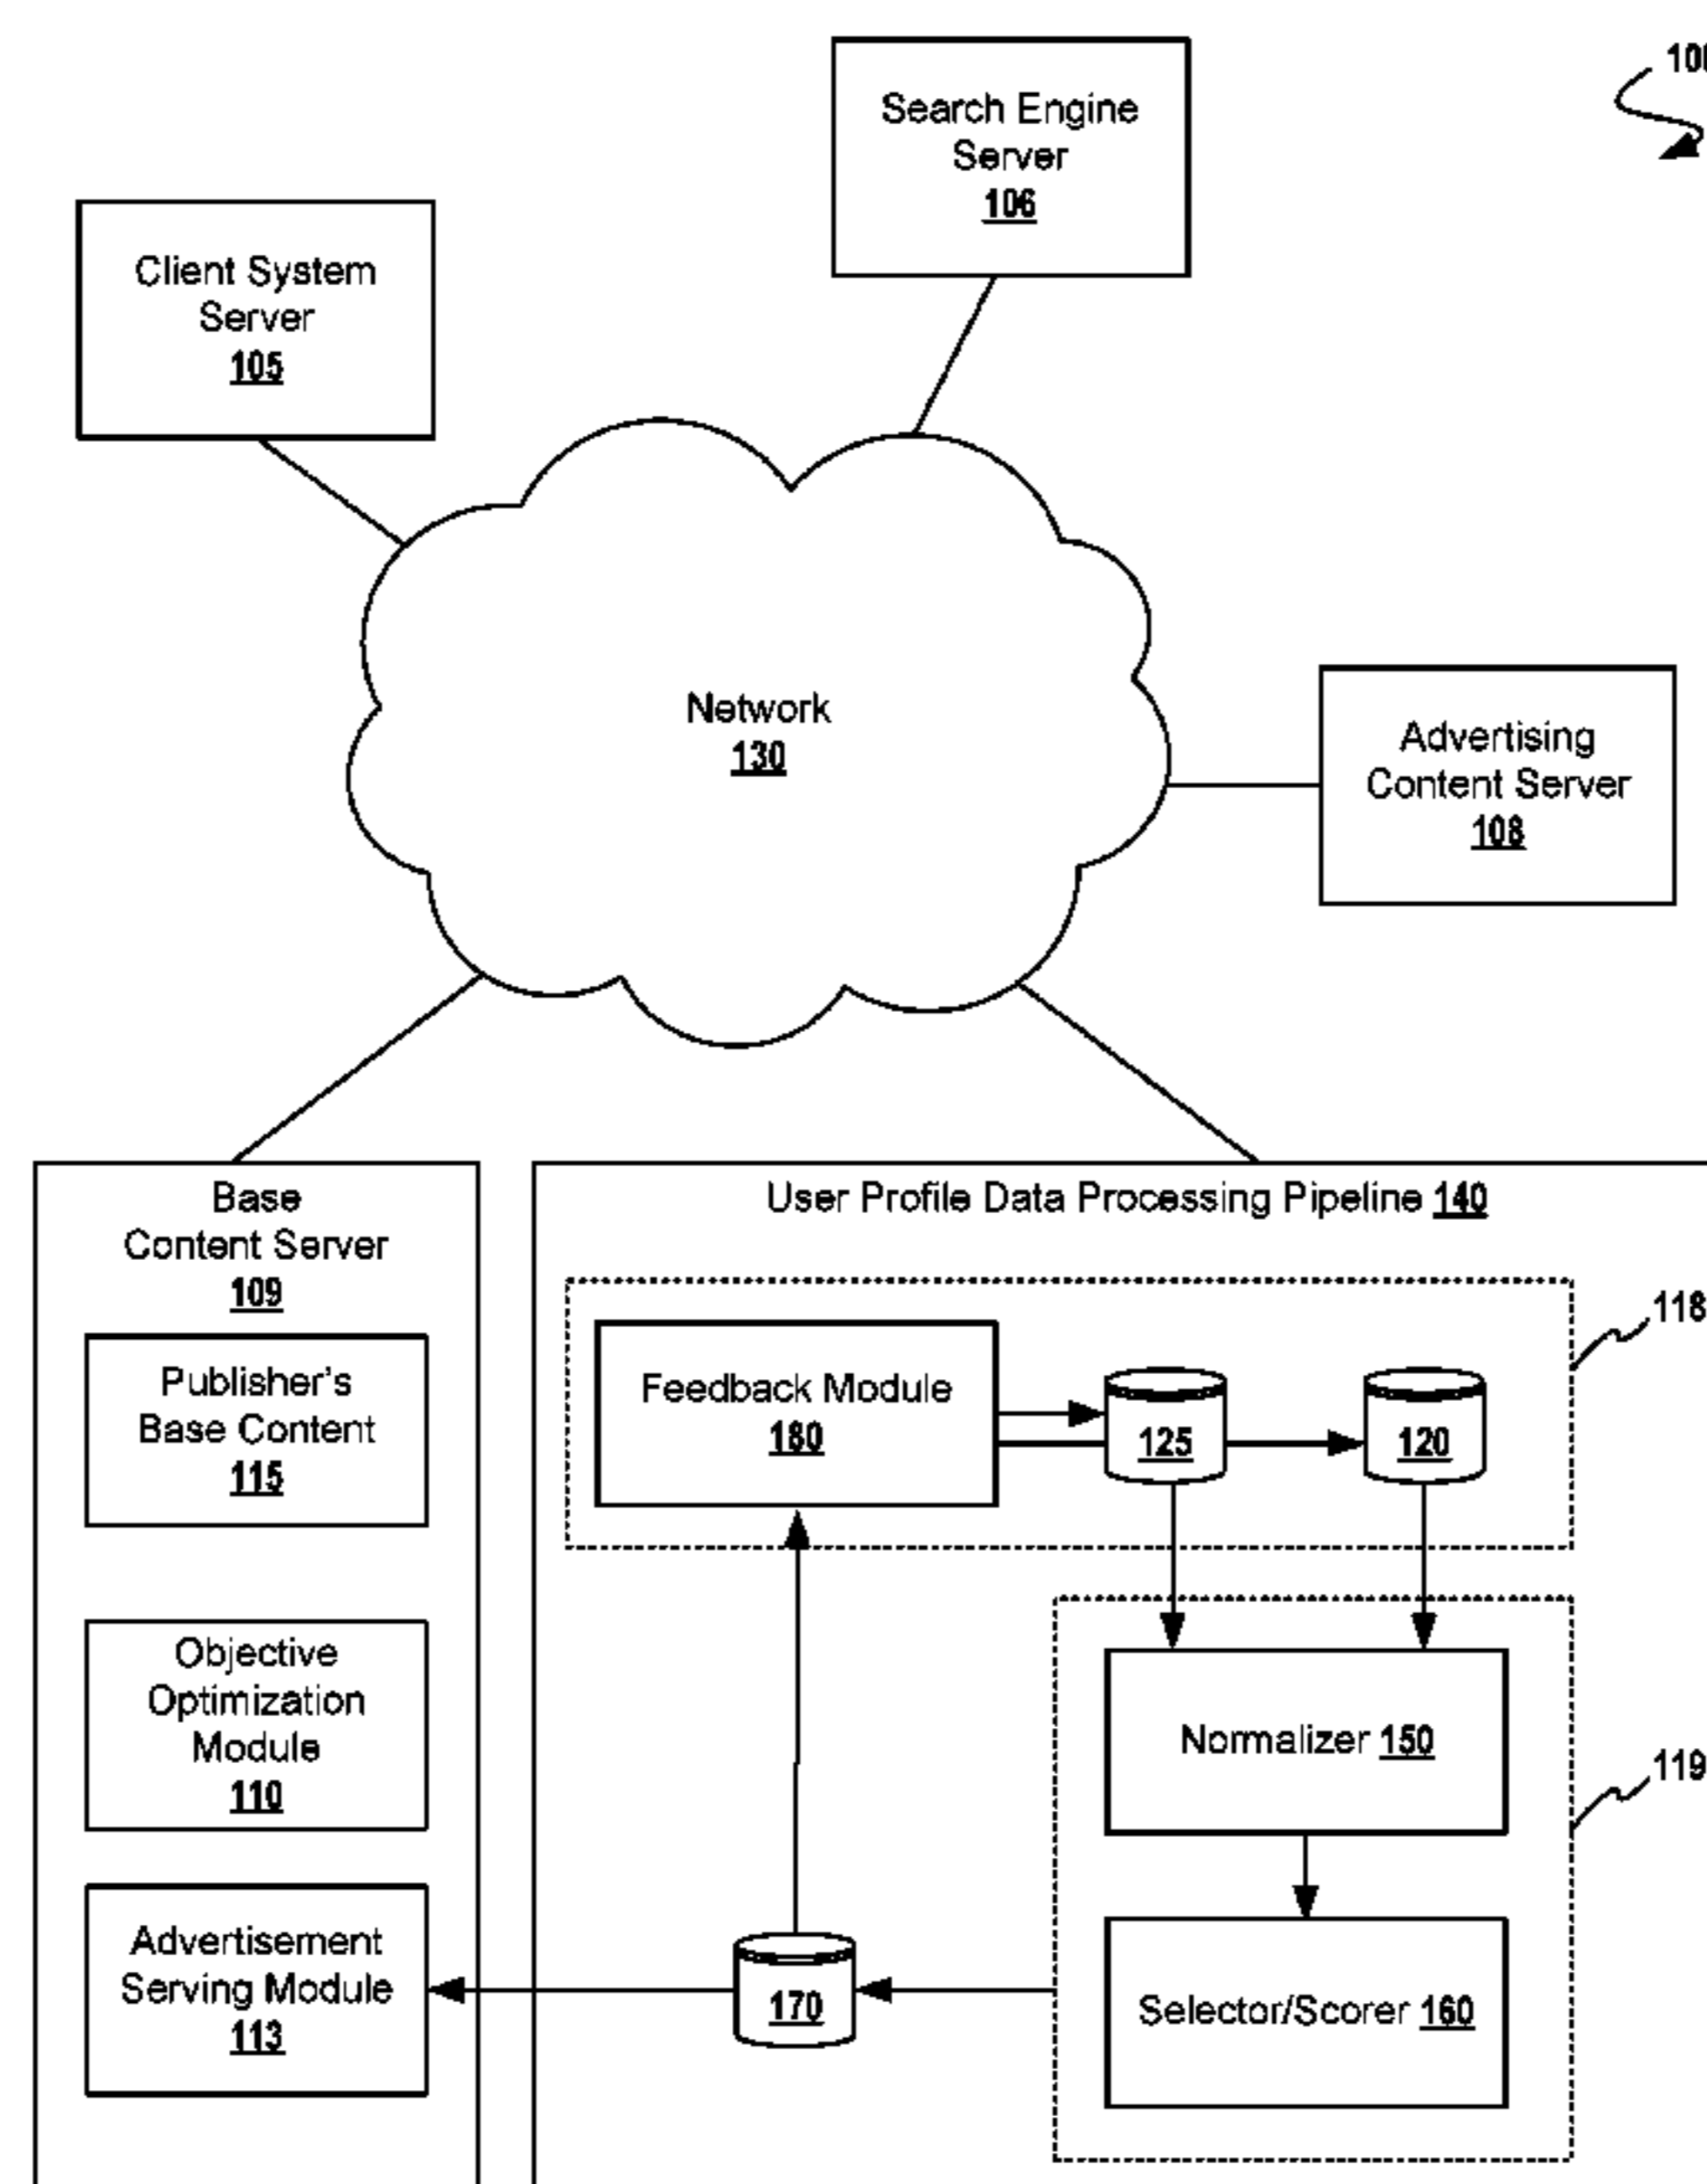 100
Search Engine
Server
106
Client System
Server
105
Network
130
Advertising
Content Server
108
Base
Content Server
109
Publisher's
Base Content
115
Objective
Optimization
Module
110
Advertisement
Serving Module
113
User Profile Data Processing Pipeline 140
118
Feedback Module
180
125
120
Normalizer 150
119
Selector/Scorer 160
170